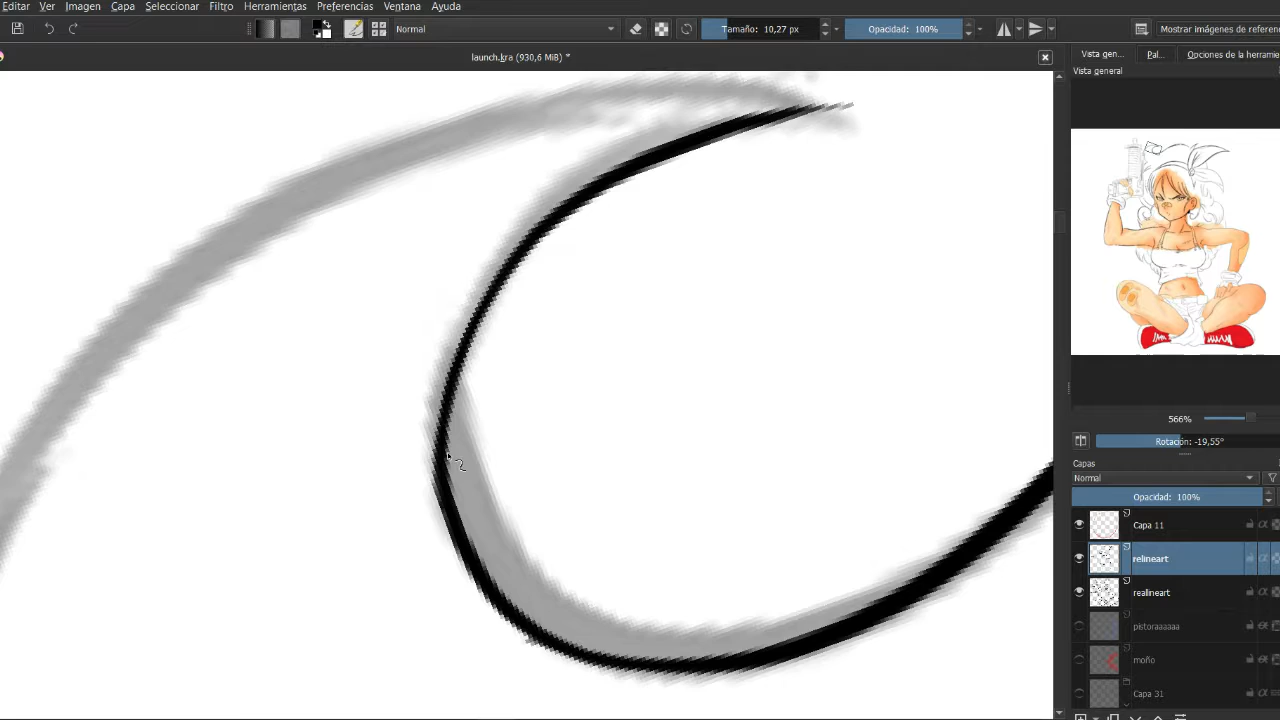 Editar Ver Imagen Capa Seleccionar Filtro Herramientas Preferencias Ventana Ayuda
Normal Tamaño: 10,27 px Opacidad: 100% Mostrar Imágenes de referen
launch.kra (930,6 MiB) *
Vista gen... Pal... Opciones de la herramie
Vista general
566%
Rotación: -19,55°
Capas
Normal
Opacidad: 100%
Capa 11
relineart
realineart
pistoraaaaaa
moño
Capa 31